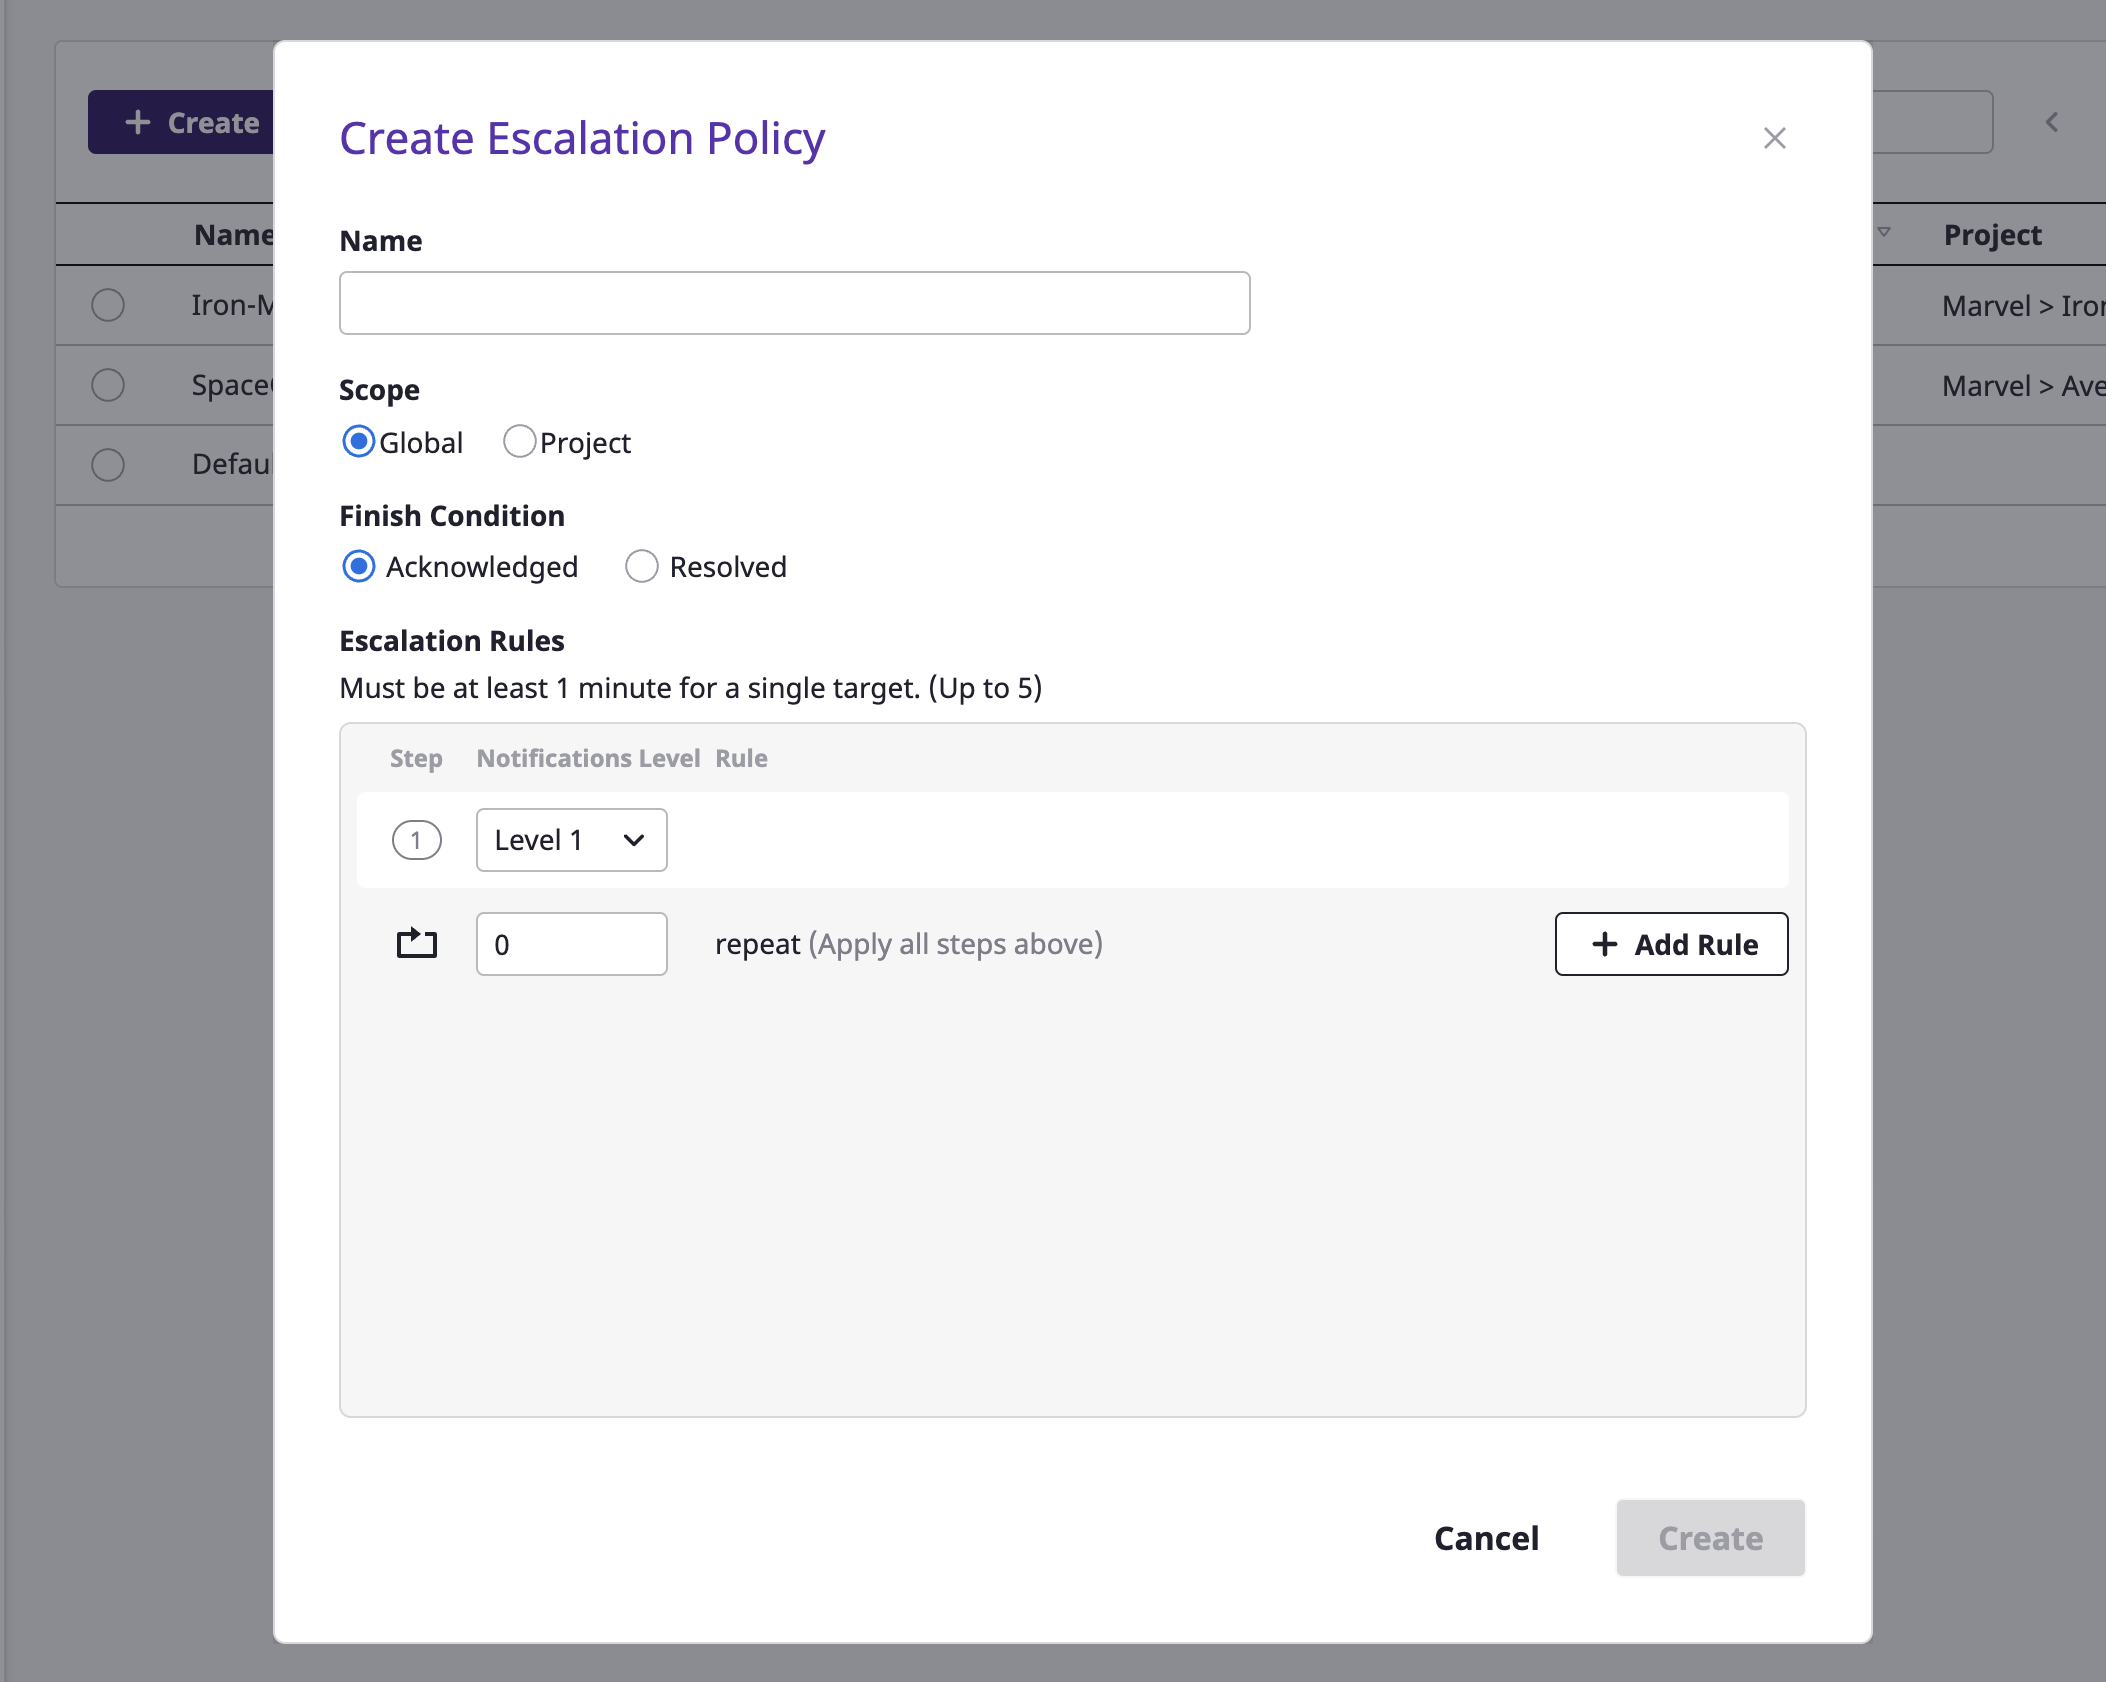 Create
Create Escalation Policy
Name
Name
Project
Iron-M
Marvel > Iron
Scope
Space
Marvel > Ave
Global Project
Defau
Finish Condition
Acknowledged Resolved
Escalation Rules
Must be at least 1 minute for a single target. (Up to 5)
Step Notifications Level Rule
1 Level 1
0 repeat (Apply all steps above) Add Rule
Cancel Create